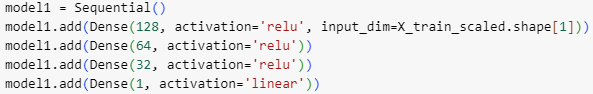 model1 = Sequential()
model1.add(Dense(128, activation='relu', input_dim=X_train_scaled.shape[1]))
model1.add(Dense(64, activation='relu'))
model1.add(Dense(32, activation='relu'))
model1.add(Dense(1, activation='linear'))